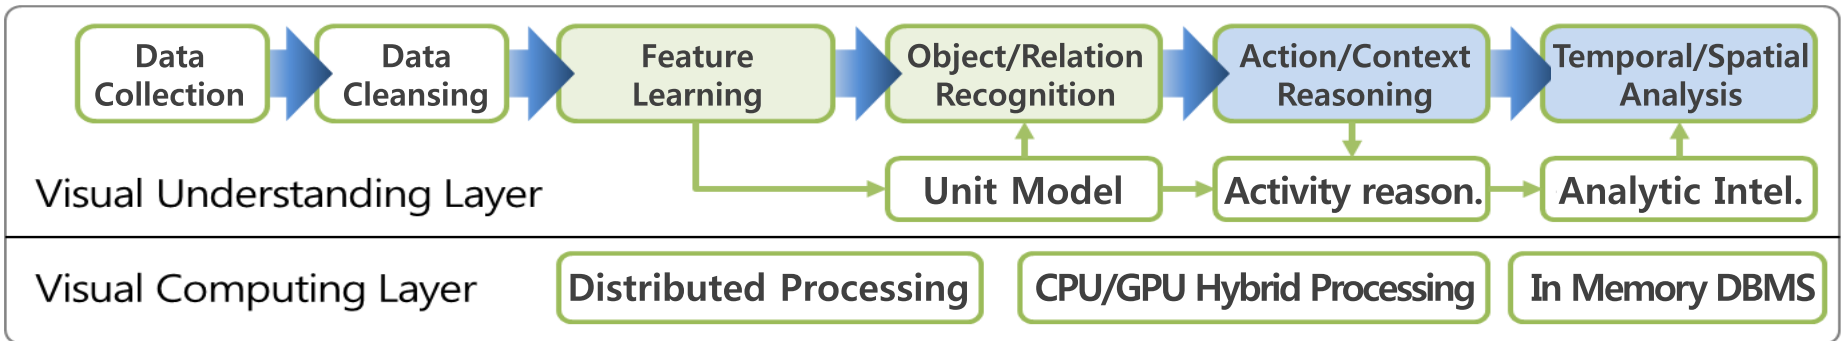 Data
Collection
Data
Cleansing
Feature
Learning
Object/Relation
Recognition
Action/Context
Reasoning
Temporal/Spatial
Analysis
Visual Understanding Layer
Unit Model
Activity reason.
Analytic Intel.
Visual Computing Layer
Distributed Processing
CPU/GPU Hybrid Processing
In Memory DBMS